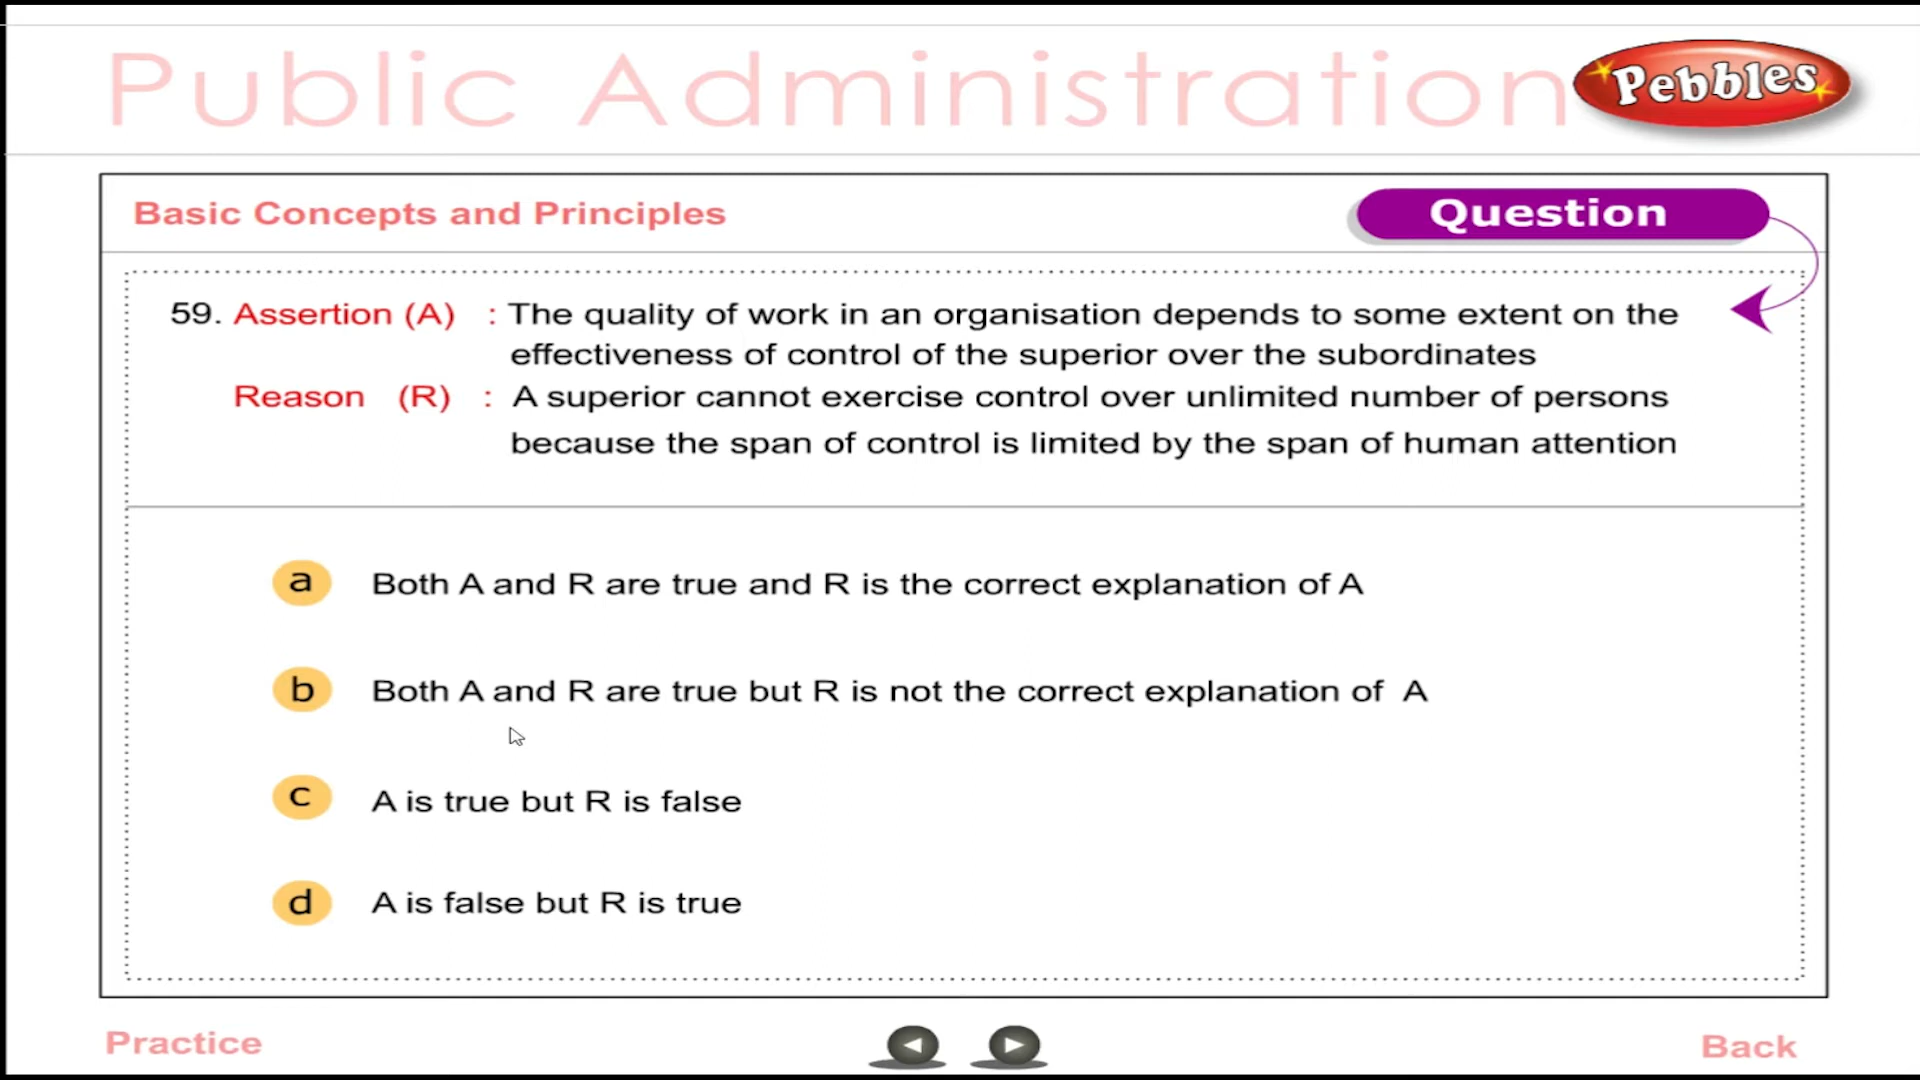 Public Administration
Pebbles
Basic Concepts and Principles
Question
59. Assertion (A) : The quality of work in an organisation depends to some extent on the
effectiveness of control of the superior over the subordinates
Reason (R) : A superior cannot exercise control over unlimited number of persons
because the span of control is limited by the span of human attention
a Both A and R are true and R is the correct explanation of A
b Both A and R are true but R is not the correct explanation of A
c A is true but R is false
d A is false but R is true
Practice
Back